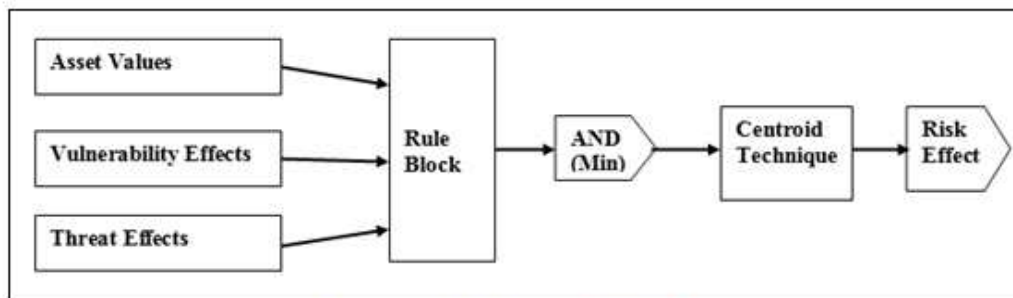 Asset Values
Vulnerability Effects
Threat Effects
Rule
Block
AND
(Min)
Centroid
Technique
Risk
Effect